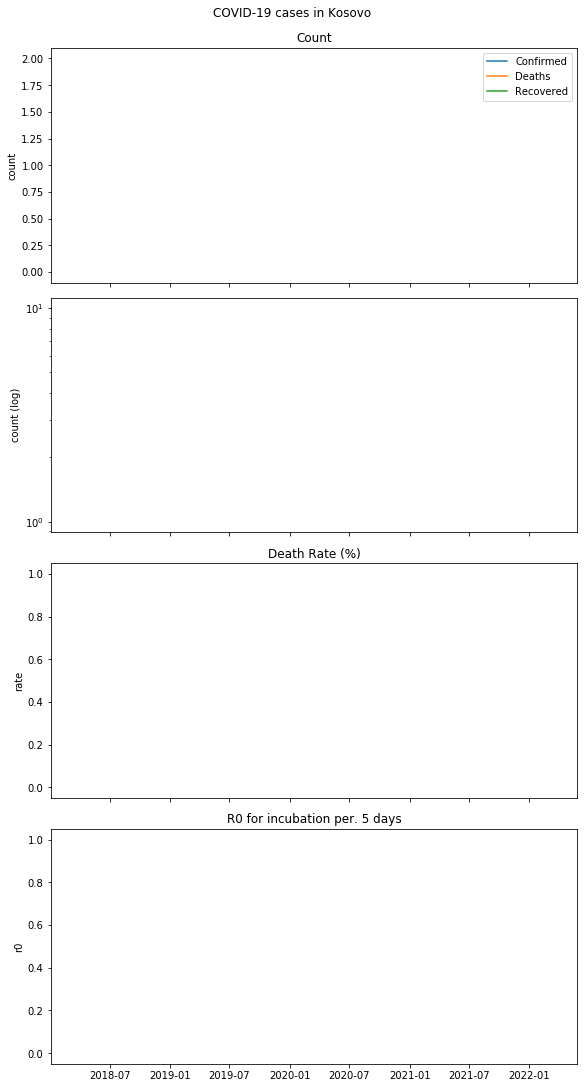 COVID-19 cases in Kosovo
Count
Confirmed
Deaths
Recovered
2.00
1.75
1.50
1.25
1.00
0.75
0.50
0.25
0.00
count
10¹
10⁰
count (log)
Death Rate (%)
1.0
0.8
0.6
0.4
0.2
0.0
rate
R0 for incubation per. 5 days
1.0
0.8
0.6
0.4
0.2
0.0
r0
2018-07 2019-01 2019-07 2020-01 2020-07 2021-01 2021-07 2022-01